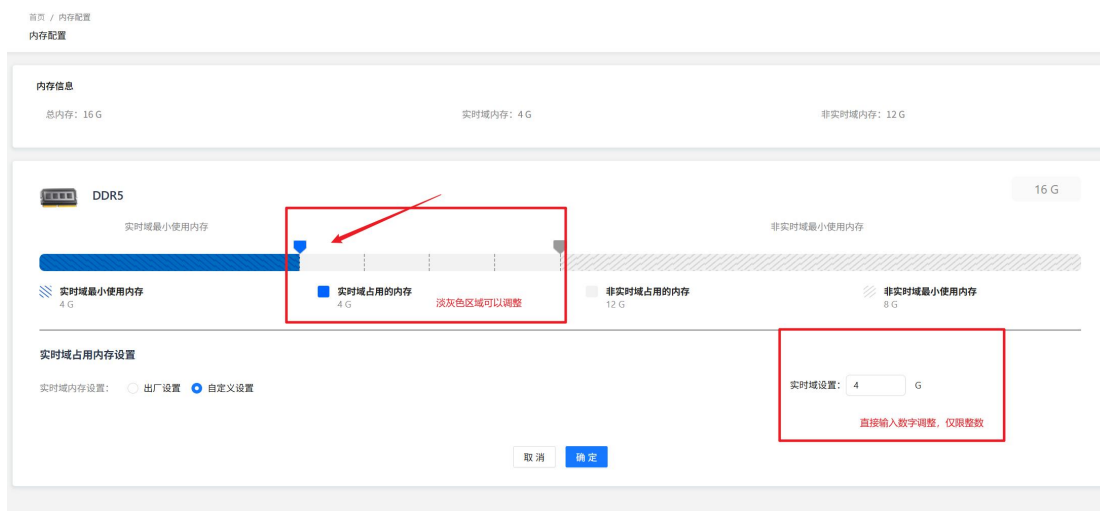 首页 / 内存配置
内存配置
内存信息
总内存：16 G 实时域内存：4 G 非实时域内存：12 G
DDR5 16 G
实时域最小使用内存 非实时域最小使用内存
实时域最小使用内存 实时域占用的内存 非实时域占用的内存 非实时域最小使用内存
4 G 4 G 淡灰色区域可以调整 12 G 8 G
实时域占用内存设置
实时域内存设置： 出厂设置 自定义设置 实时域设置： 4 G
直接输入数字调整，仅限整数
取 消 确 定